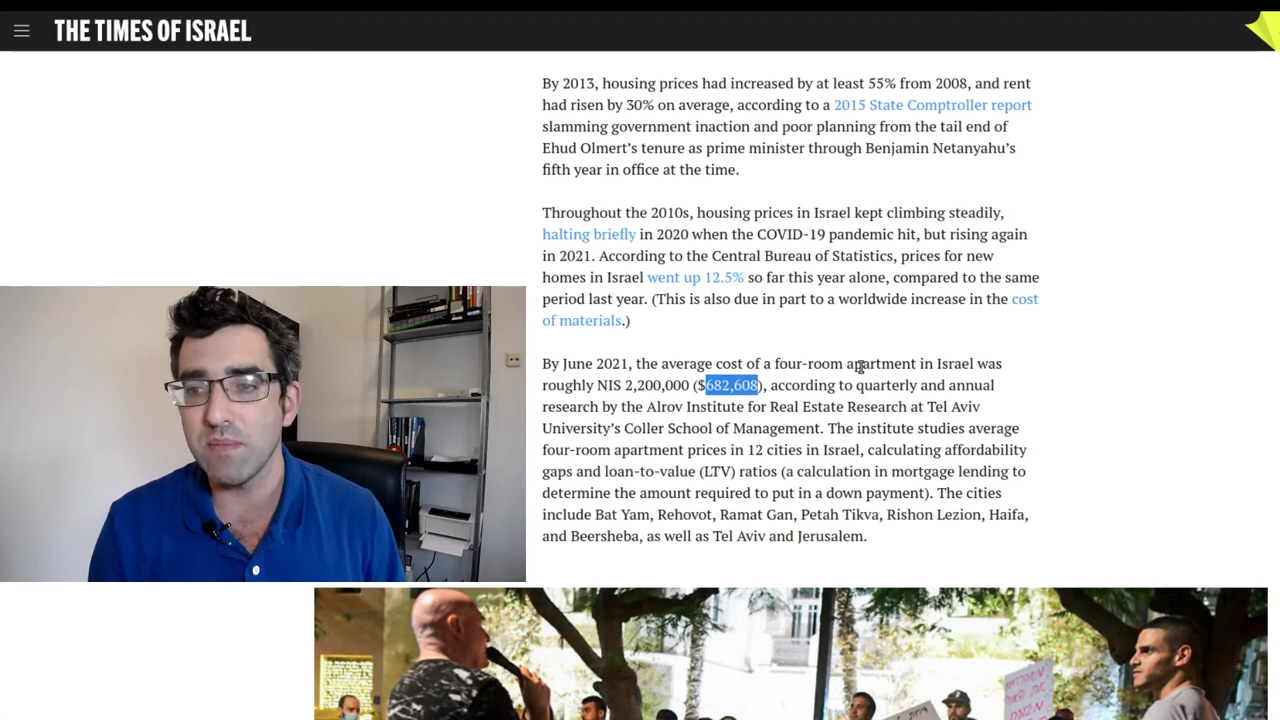 THE TIMES OF ISRAEL
By 2013, housing prices had increased by at least 55% from 2008, and rent
had risen by 30% on average, according to a 2015 State Comptroller report
slamming government inaction and poor planning from the tail end of
Ehud Olmert’s tenure as prime minister through Benjamin Netanyahu’s
fifth year in office at the time.
Throughout the 2010s, housing prices in Israel kept climbing steadily,
halting briefly in 2020 when the COVID-19 pandemic hit, but rising again
in 2021. According to the Central Bureau of Statistics, prices for new
homes in Israel went up 12.5% so far this year alone, compared to the same
period last year. (This is also due in part to a worldwide increase in the cost
of materials.)
By June 2021, the average cost of a four-room apartment in Israel was
roughly NIS 2,200,000 ($682,608), according to quarterly and annual
research by the Alrov Institute for Real Estate Research at Tel Aviv
University’s Coller School of Management. The institute studies average
four-room apartment prices in 12 cities in Israel, calculating affordability
gaps and loan-to-value (LTV) ratios (a calculation in mortgage lending to
determine the amount required to put in a down payment). The cities
include Bat Yam, Rehovot, Ramat Gan, Petah Tikva, Rishon Lezion, Haifa,
and Beersheba, as well as Tel Aviv and Jerusalem.